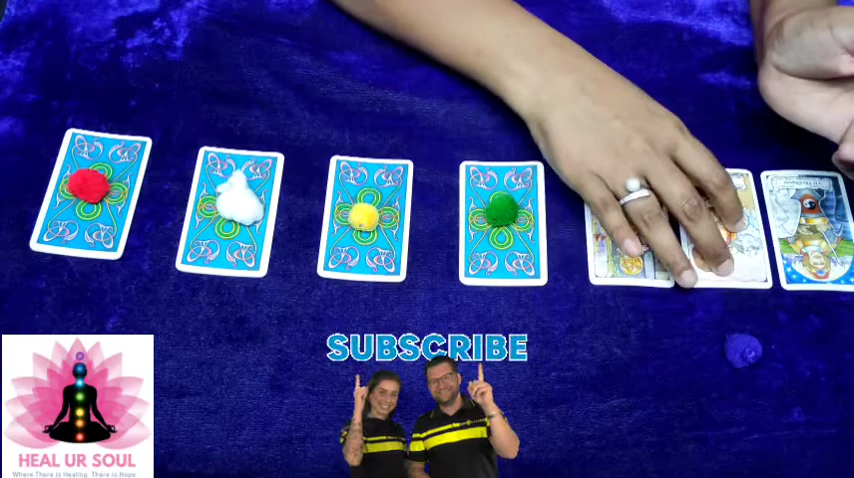 SUBSCRIBE
HEAL UR SOUL
Where There is Healing, There is Hope